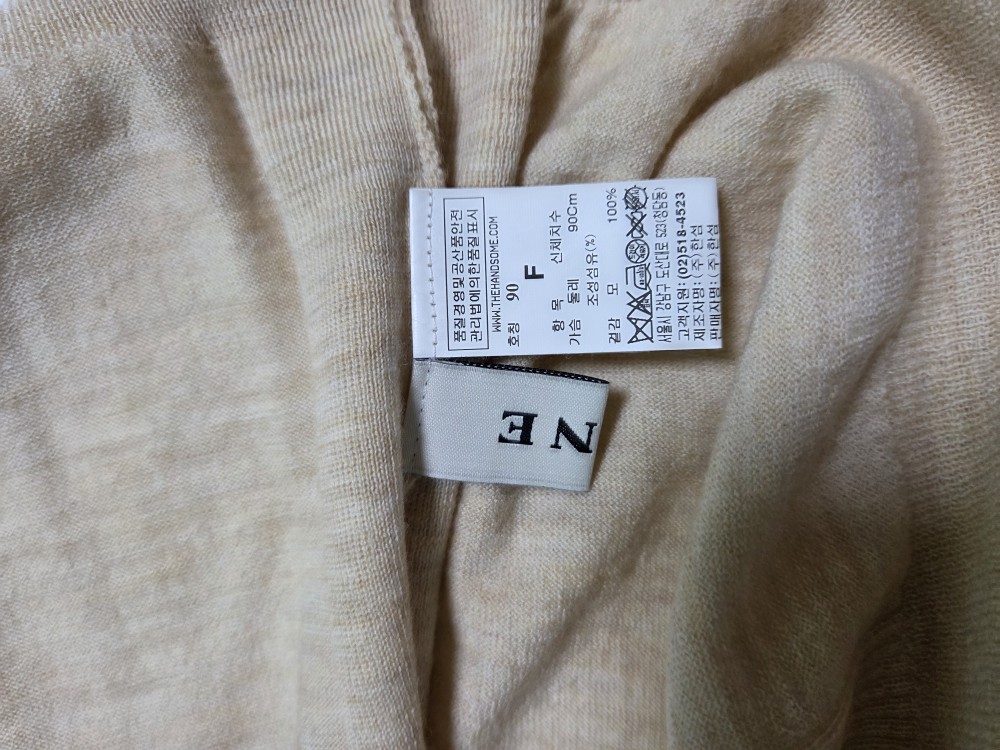 품질경영및공산품안전
관리법에의한품질표시
WWW.THEHANDSOME.COM
호칭 90
F
항 목 신체치수
가슴 둘레 90Cm
조성섬유(%)
겉감 모 100%
서울시 강남구 도산대로 523(청담동)
고객지원: (02)518-4523
제조자명: (주)한섬
판매자명: (주)한섬
NE